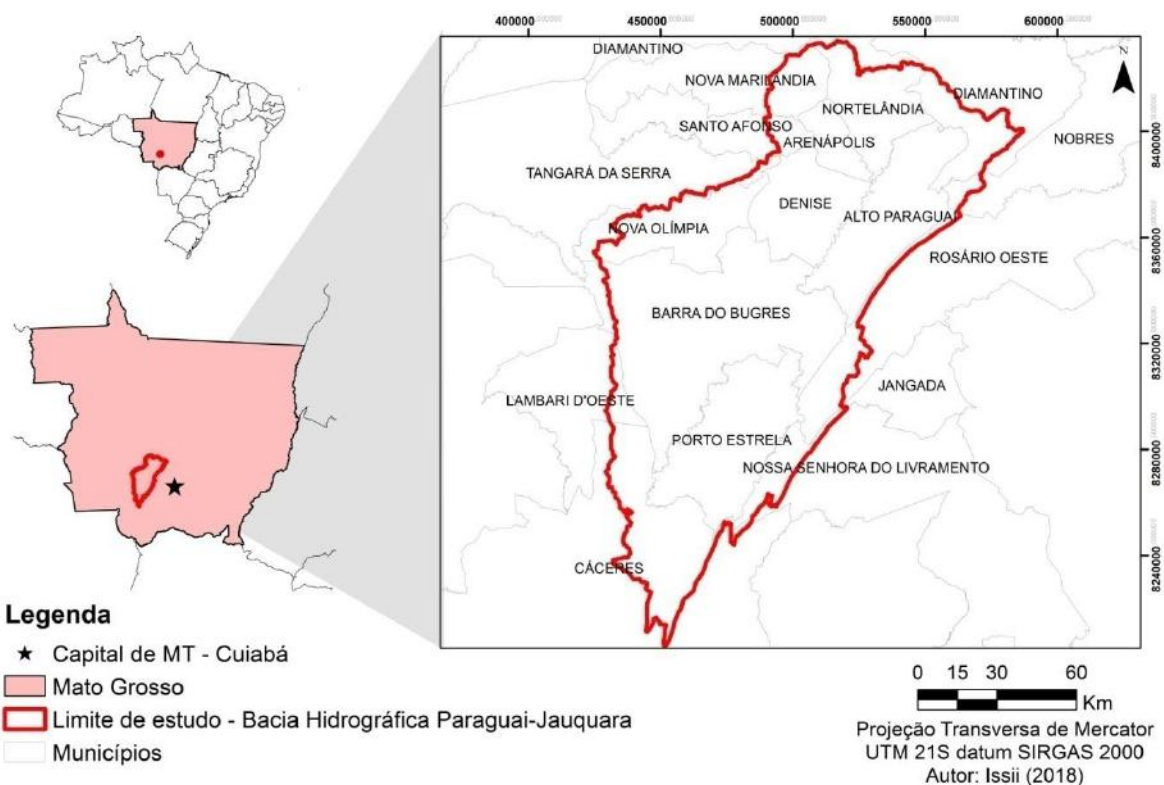 400000 450000 500000 550000 600000
DIAMANTINO
N
NOVA MARILANDIA
DIAMANTINO
NORTELÂNDIA
8400000
SANTO AFONSO
ARENÁPOLIS
NOBRES
TANGARÁ DA SERRA
DENISE
ALTO PARAGUAI
NOVA OLÍMPIA
8360000
ROSÁRIO OESTE
BARRA DO BUGRES
8320000
JANGADA
LAMBARI D'OESTE
PORTO ESTRELA
8280000
NOSSA SENHORA DO LIVRAMENTO
CÁCERES
8240000
Legenda
Capital de MT - Cuiabá
Mato Grosso
Limite de estudo - Bacia Hidrográfica Paraguai-Jauquara
Municípios
0 15 30 60
Km
Projeção Transversa de Mercator
UTM 21S datum SIRGAS 2000
Autor: Issii (2018)